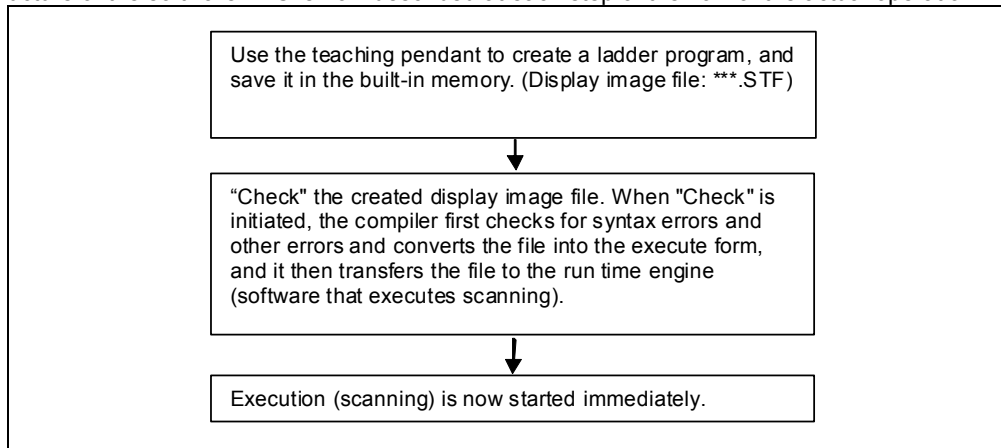 Use the teaching pendant to create a ladder program, and
save it in the built-in memory. (Display image file: ***.STF)
“Check" the created display image file. When "Check" is
initiated, the compiler first checks for syntax errors and
other errors and converts the file into the execute form,
and it then transfers the file to the run time engine
(software that executes scanning).
Execution (scanning) is now started immediately.